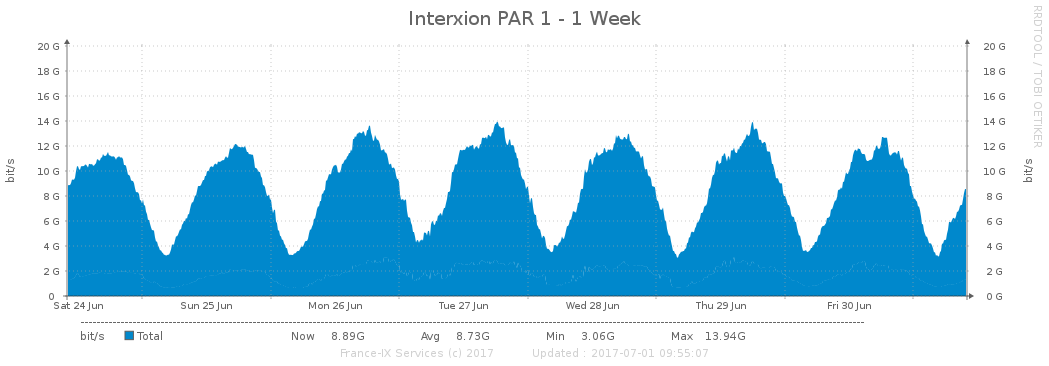 Interxion PAR 1 - 1 Week
RRDTOOL / TOBI OETIKER
bit/s
20 G 20 G
18 G 18 G
16 G 16 G
14 G 14 G
12 G 12 G
10 G 10 G
8 G 8 G
6 G 6 G
4 G 4 G
2 G 2 G
0 0 G
bit/s
Sat 24 Jun Sun 25 Jun Mon 26 Jun Tue 27 Jun Wed 28 Jun Thu 29 Jun Fri 30 Jun
bit/s Total Now 8.89G Avg 8.73G Min 3.06G Max 13.94G
France-IX Services (c) 2017 Updated : 2017-07-01 09:55:07